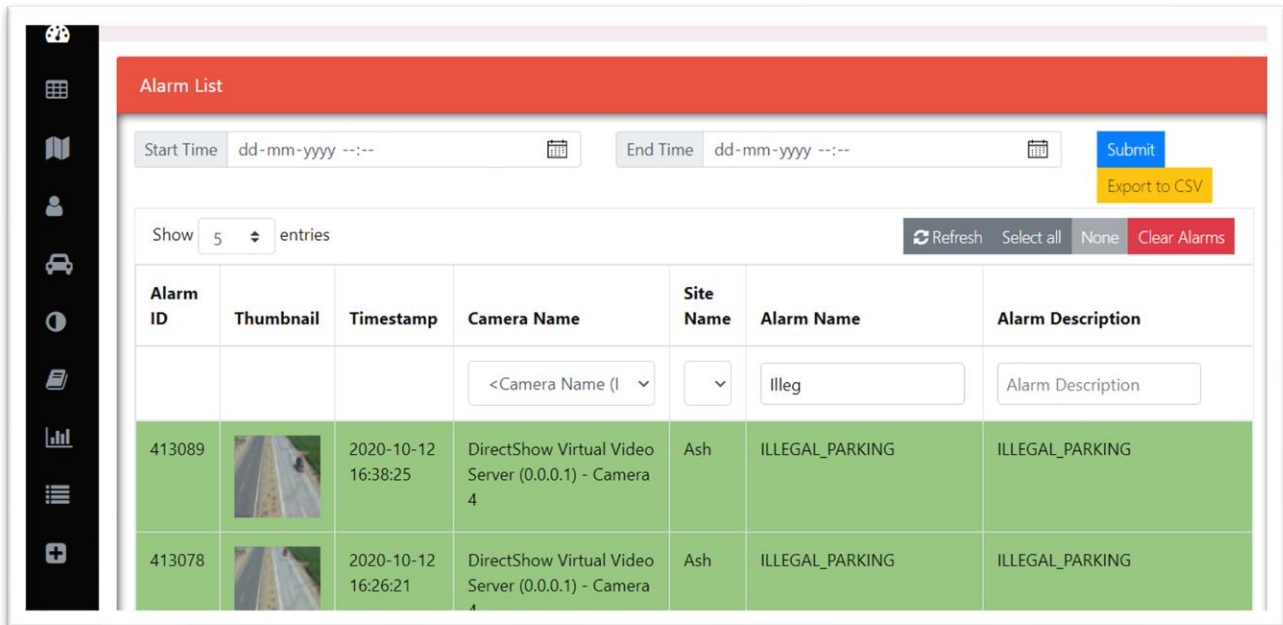 Alarm List
Start Time dd-mm-yyyy --:-- End Time dd-mm-yyyy --:-- Submit
Export to CSV
Show 5 entries Refresh Select all None Clear Alarms
Alarm ID Thumbnail Timestamp Camera Name Site Name Alarm Name Alarm Description
<Camera Name (I Illeg Alarm Description
413089 2020-10-12 DirectShow Virtual Video Ash ILLEGAL_PARKING ILLEGAL_PARKING
16:38:25 Server (0.0.0.1) - Camera
4
413078 2020-10-12 DirectShow Virtual Video Ash ILLEGAL_PARKING ILLEGAL_PARKING
16:26:21 Server (0.0.0.1) - Camera